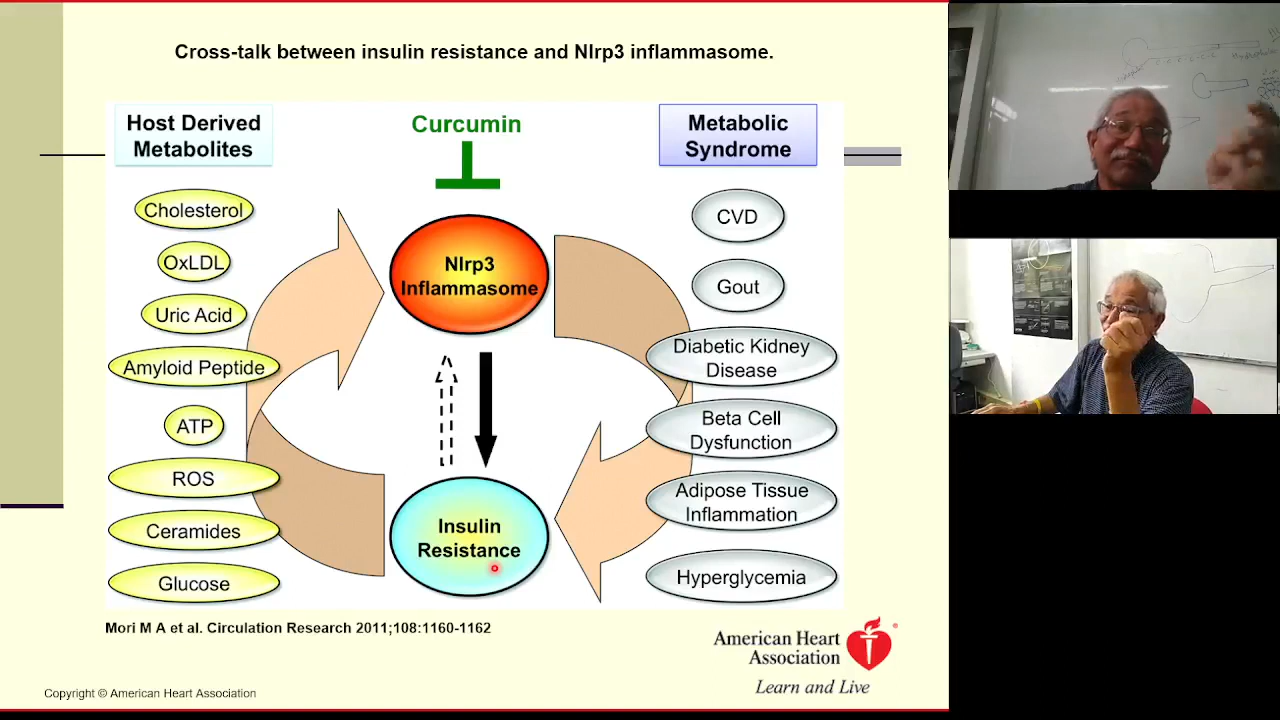 Cross-talk between insulin resistance and Nlrp3 inflammasome.
Host Derived
Metabolites
Cholesterol
OxLDL
Uric Acid
Amyloid Peptide
ATP
ROS
Ceramides
Glucose
Curcumin
Nlrp3
Inflammasome
Insulin
Resistance
Metabolic
Syndrome
CVD
Gout
Diabetic Kidney
Disease
Beta Cell
Dysfunction
Adipose Tissue
Inflammation
Hyperglycemia
Mori M A et al. Circulation Research 2011;108:1160-1162
American Heart
Association
Learn and Live
Copyright © American Heart Association